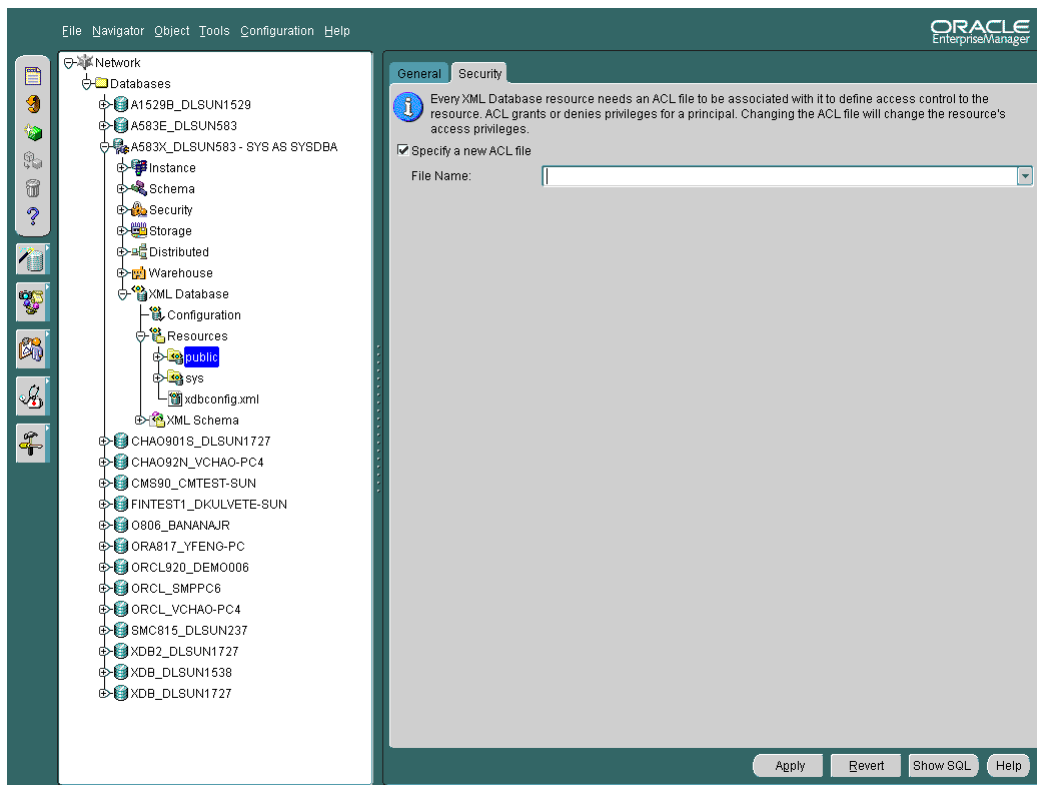 File Navigator Object Tools Configuration Help
ORACLE
EnterpriseManager
Network
Databases
A1529B_DLSUN1529
A583E_DLSUN583
A583X_DLSUN583 - SYS AS SYSDBA
Instance
Schema
Security
Storage
Distributed
Warehouse
XML Database
Configuration
Resources
public
sys
xdbconfig.xml
XML Schema
CHAO901S_DLSUN1727
CHAO92N_VCHAO-PC4
CMS90_CMTEST-SUN
FINTEST1_DKULVETE-SUN
O806_BANANAJR
ORA817_YFENG-PC
ORCL920_DEMO006
ORCL_SMPPC6
ORCL_VCHAO-PC4
SMC815_DLSUN237
XDB2_DLSUN1727
XDB_DLSUN1538
XDB_DLSUN1727
General Security
Every XML Database resource needs an ACL file to be associated with it to define access control to the
resource. ACL grants or denies privileges for a principal. Changing the ACL file will change the resource's
access privileges.
Specify a new ACL file
File Name:
Apply Revert Show SQL Help